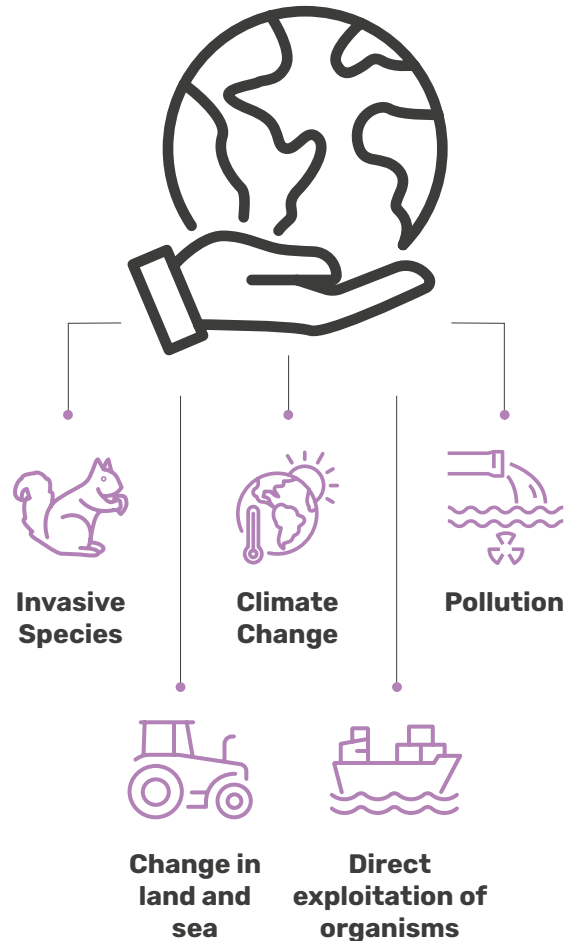 Invasive
Species
Climate
Change
Pollution
Change in
land and
sea
Direct
exploitation of
organisms